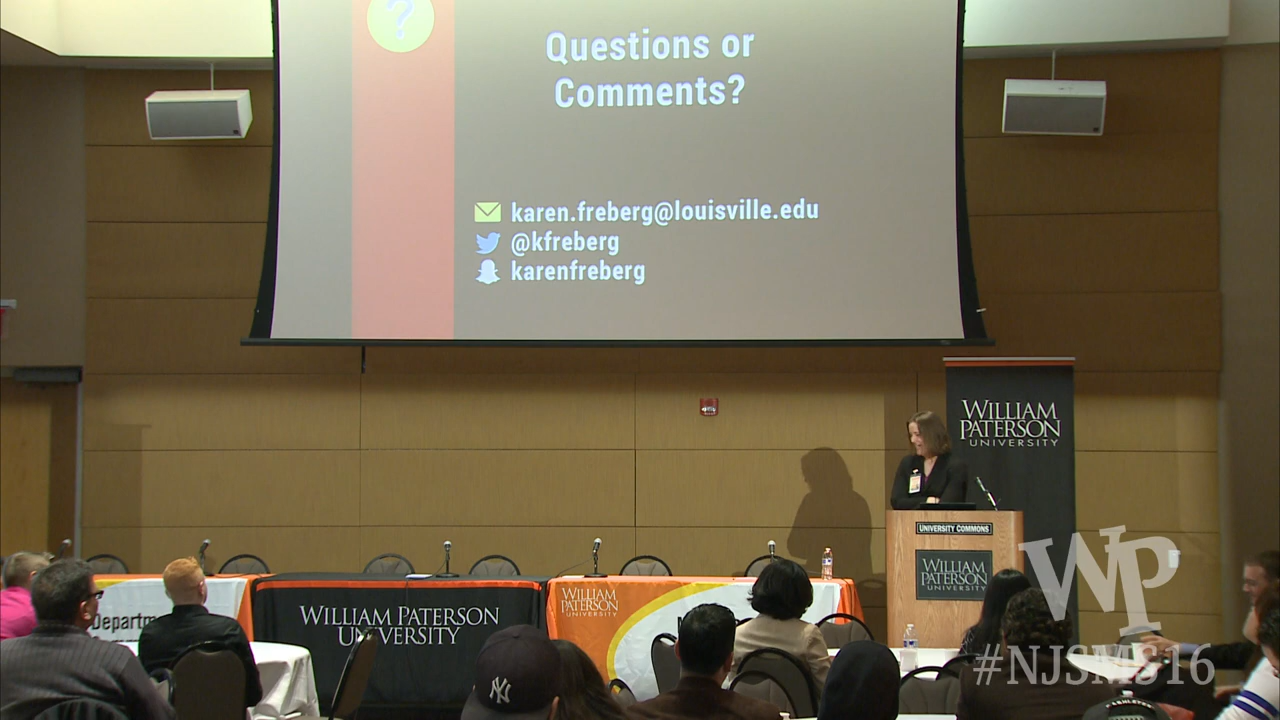 ?
Questions or
Comments?
karen.freberg@louisville.edu
@kfreberg
karenfreberg
WILLIAM
PATERSON
UNIVERSITY
UNIVERSITY COMMONS
WILLIAM
PATERSON
UNIVERSITY
WILLIAM PATERSON
UNIVERSITY
WILLIAM
PATERSON
UNIVERSITY
NY
WP
#NJSMS16